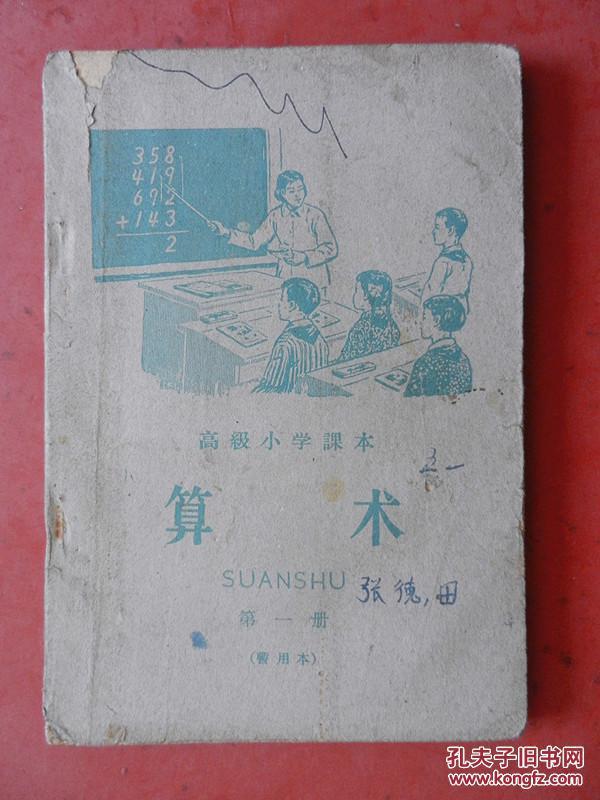 358
419
692
+143
2
高級小学課本
算术
SUANSHU
张德,田
第一册
(暫用本)
孔夫子旧书网
www.kongfz.com